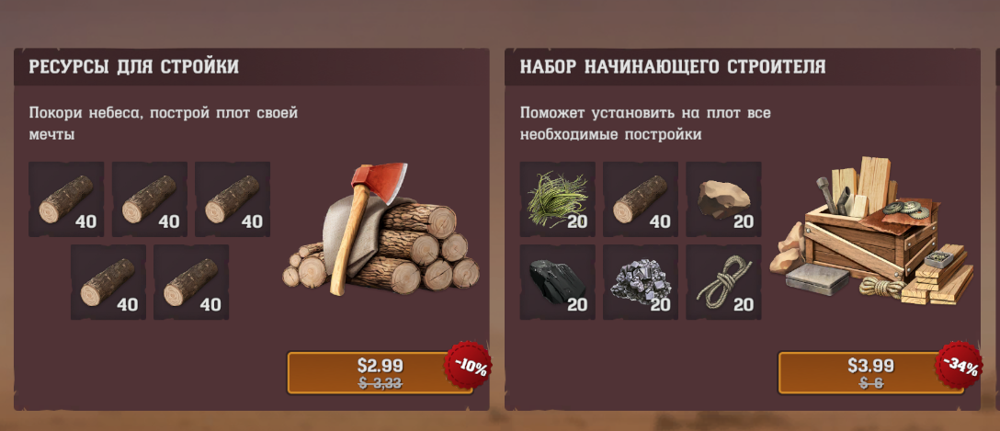 РЕСУРСЫ ДЛЯ СТРОЙКИ
Покори небеса, построй плот своей
мечты
40
40
40
40
40
$2.99
$ 3,33
-10%
НАБОР НАЧИНАЮЩЕГО СТРОИТЕЛЯ
Поможет установить на плот все
необходимые постройки
20
40
20
20
20
20
$3.99
$ 6
-34%